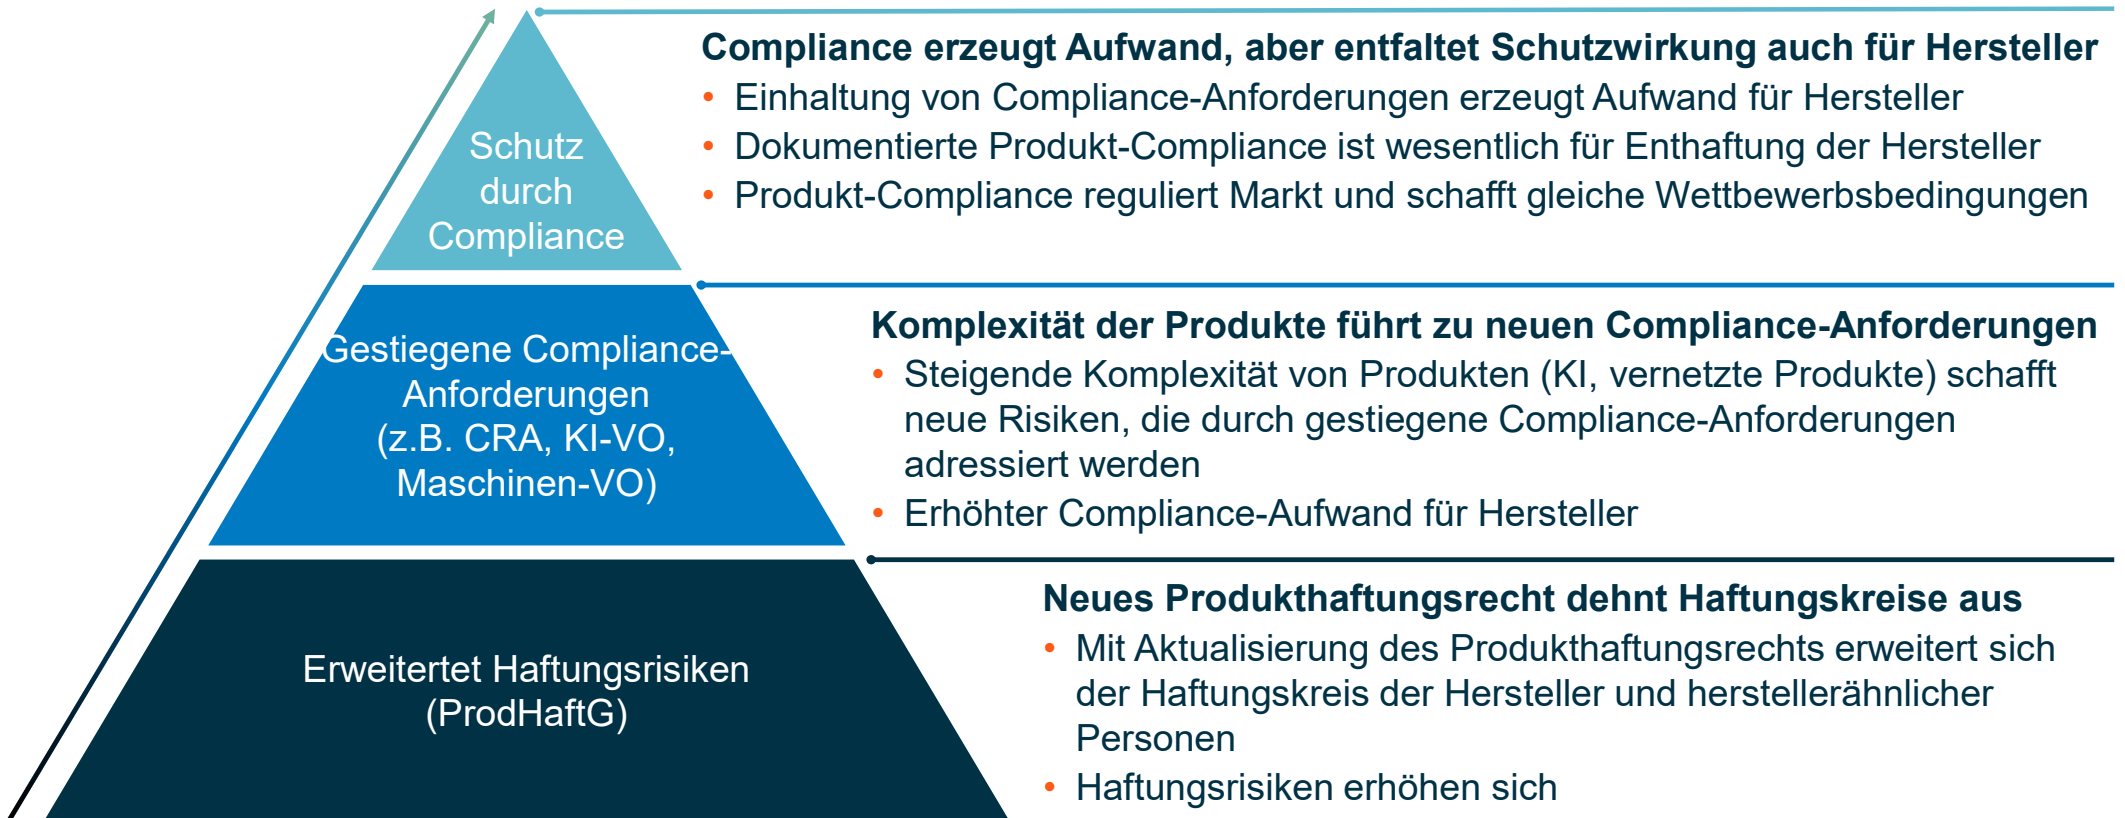 Schutz
durch
Compliance
Compliance erzeugt Aufwand, aber entfaltet Schutzwirkung auch für Hersteller
• Einhaltung von Compliance-Anforderungen erzeugt Aufwand für Hersteller
• Dokumentierte Produkt-Compliance ist wesentlich für Enthaftung der Hersteller
• Produkt-Compliance reguliert Markt und schafft gleiche Wettbewerbsbedingungen
Gestiegene Compliance-
Anforderungen
(z.B. CRA, KI-VO,
Maschinen-VO)
Komplexität der Produkte führt zu neuen Compliance-Anforderungen
• Steigende Komplexität von Produkten (KI, vernetzte Produkte) schafft
neue Risiken, die durch gestiegene Compliance-Anforderungen
adressiert werden
• Erhöhter Compliance-Aufwand für Hersteller
Erweitertet Haftungsrisiken
(ProdHaftG)
Neues Produkthaftungsrecht dehnt Haftungskreise aus
• Mit Aktualisierung des Produkthaftungsrechts erweitert sich
der Haftungskreis der Hersteller und herstellerähnlicher
Personen
• Haftungsrisiken erhöhen sich